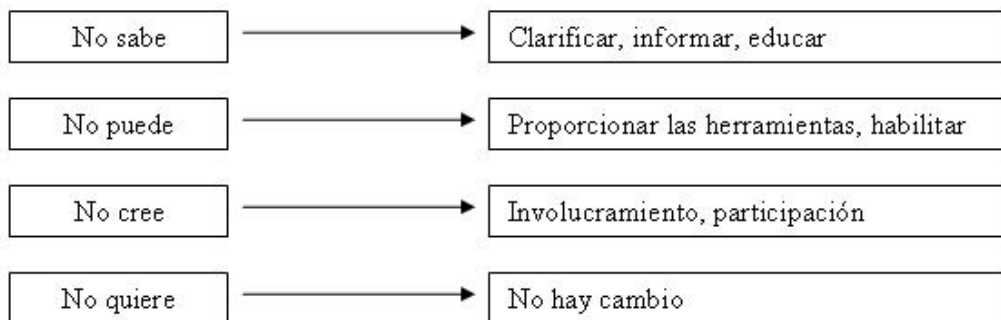 No sabe
Clarificar, informar, educar
No puede
Proporcionar las herramientas, habilitar
No cree
Involucramiento, participación
No quiere
No hay cambio